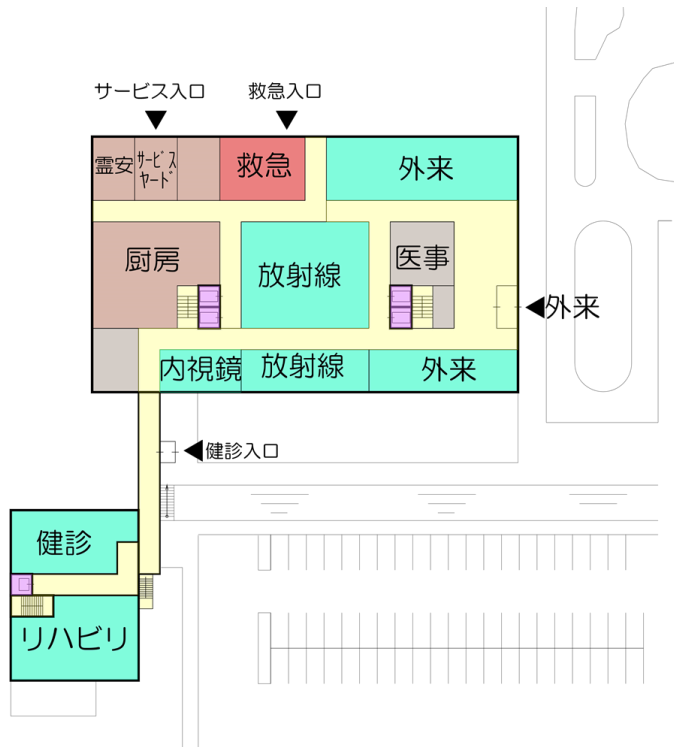 サービス入口
救急入口
霊安
ｻｰﾋﾞｽ
ﾔｰﾄﾞ
救急
外来
厨房
放射線
医事
外来
内視鏡
放射線
外来
健診入口
健診
リハビリ